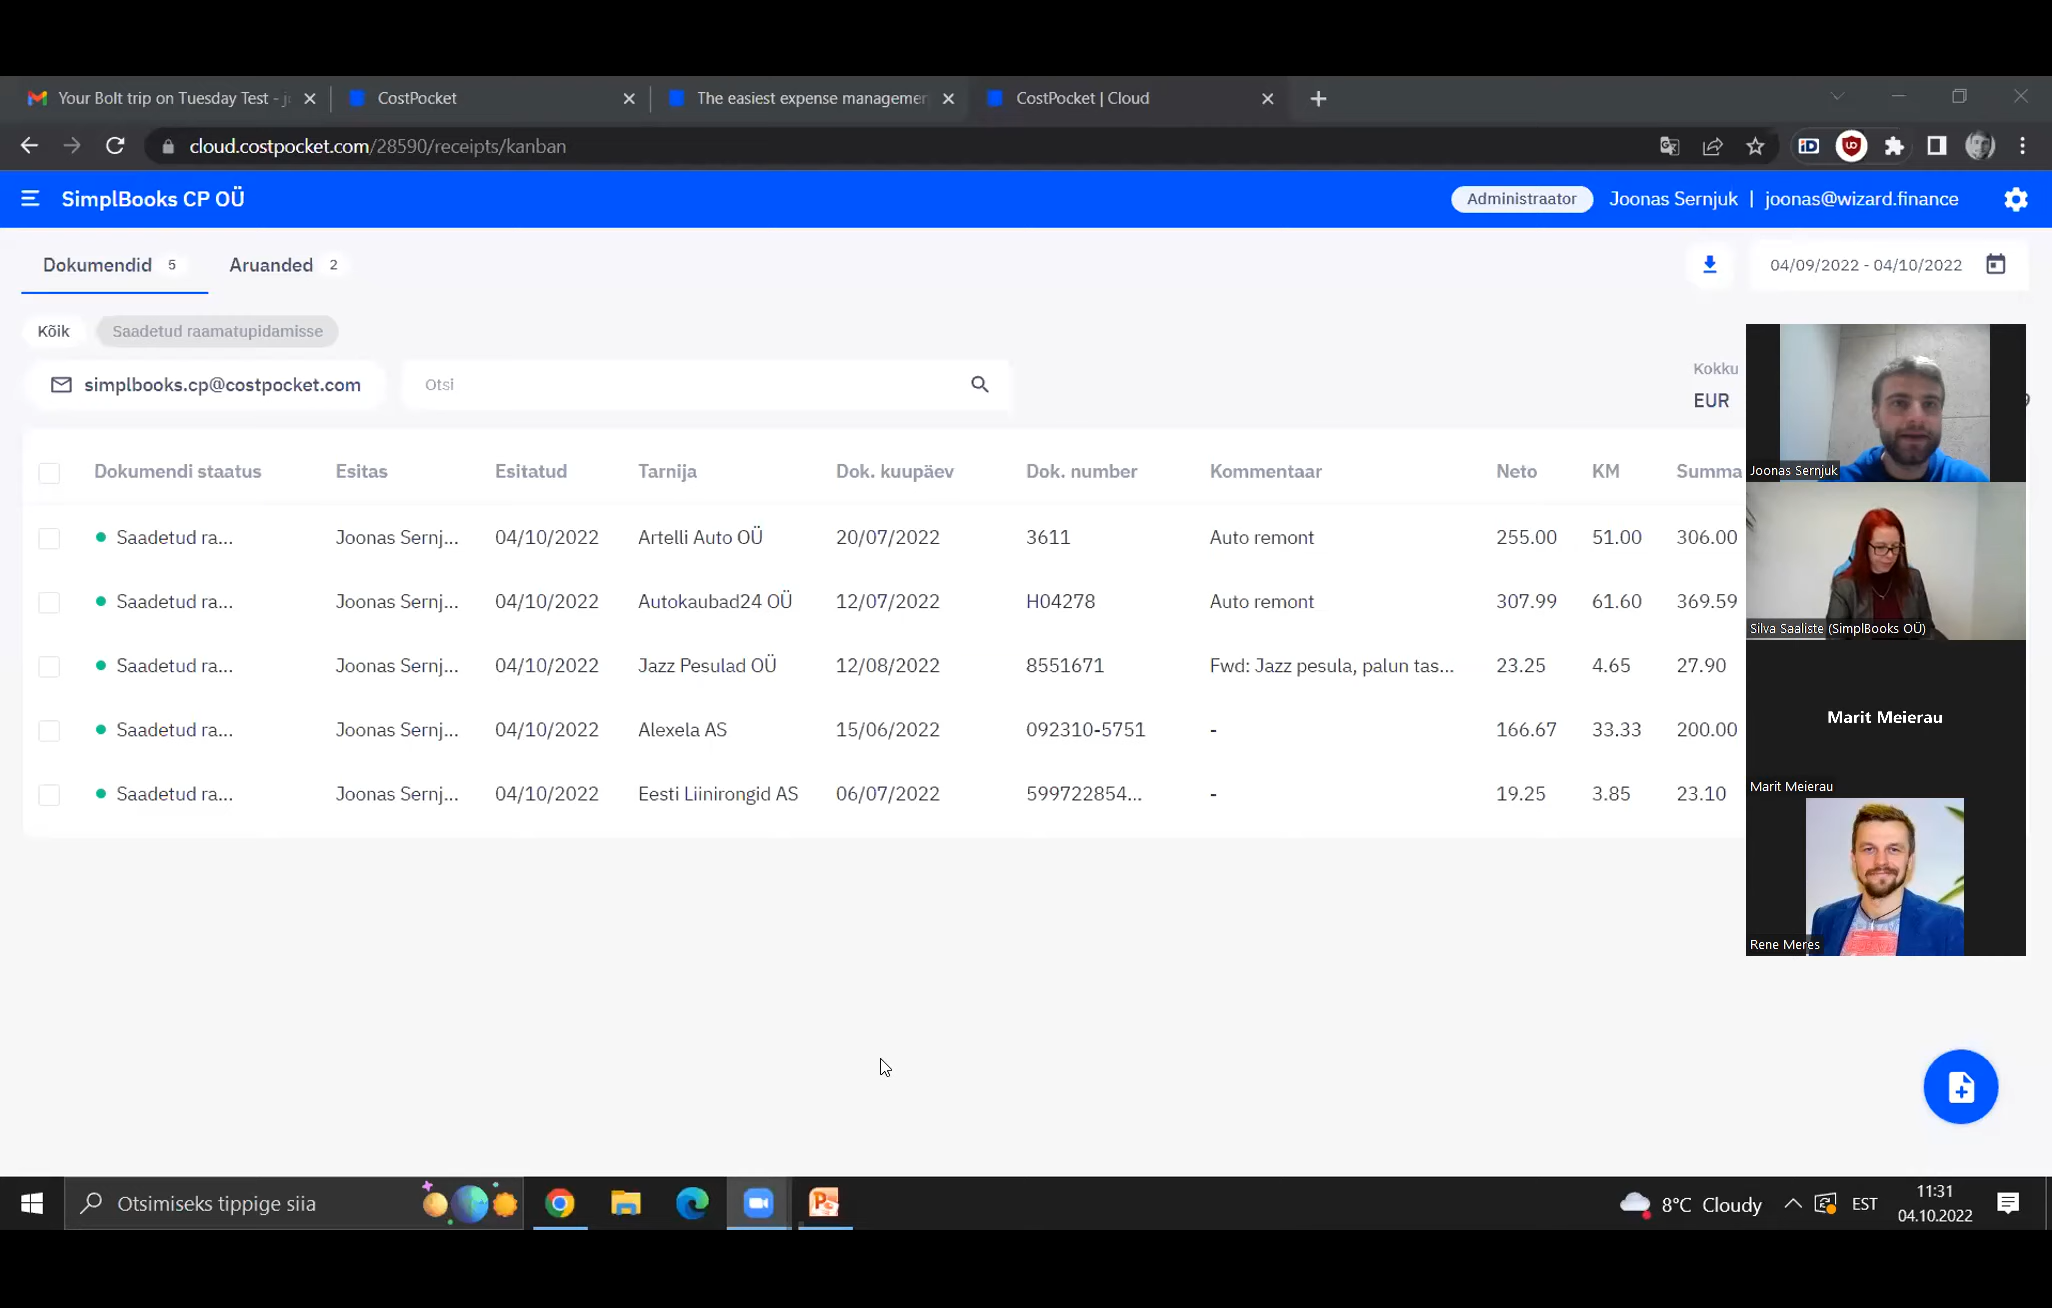 Your Bolt trip on Tuesday Test -
CostPocket
The easiest expense managemen
CostPocket | Cloud
cloud.costpocket.com/28590/receipts/kanban
SimplBooks CP OÜ
Administraator
Joonas Sernjuk | joonas@wizard.finance
Dokumendid 5
Aruanded 2
04/09/2022 - 04/10/2022
Kõik
Saadetud raamatupidamisse
simplbooks.cp@costpocket.com
Otsi
Kokku
EUR
Dokumendi staatus Esitas Esitatud Tarnija Dok. kuupäev Dok. number Kommentaar Neto KM Summa
Saadetud ra... Joonas Sernj... 04/10/2022 Artelli Auto OÜ 20/07/2022 3611 Auto remont 255.00 51.00 306.00
Saadetud ra... Joonas Sernj... 04/10/2022 Autokaubad24 OÜ 12/07/2022 H04278 Auto remont 307.99 61.60 369.59
Saadetud ra... Joonas Sernj... 04/10/2022 Jazz Pesulad OÜ 12/08/2022 8551671 Fwd: Jazz pesula, palun tas... 23.25 4.65 27.90
Saadetud ra... Joonas Sernj... 04/10/2022 Alexela AS 15/06/2022 092310-5751 - 166.67 33.33 200.00
Saadetud ra... Joonas Sernj... 04/10/2022 Eesti Liinirongid AS 06/07/2022 599722854... - 19.25 3.85 23.10
Joonas Sernjuk
Silva Saaliste (SimplBooks OÜ)
Marit Meierau
Marit Meierau
Rene Meres
Otsimiseks tippige siia
8°C Cloudy
EST
11:31
04.10.2022